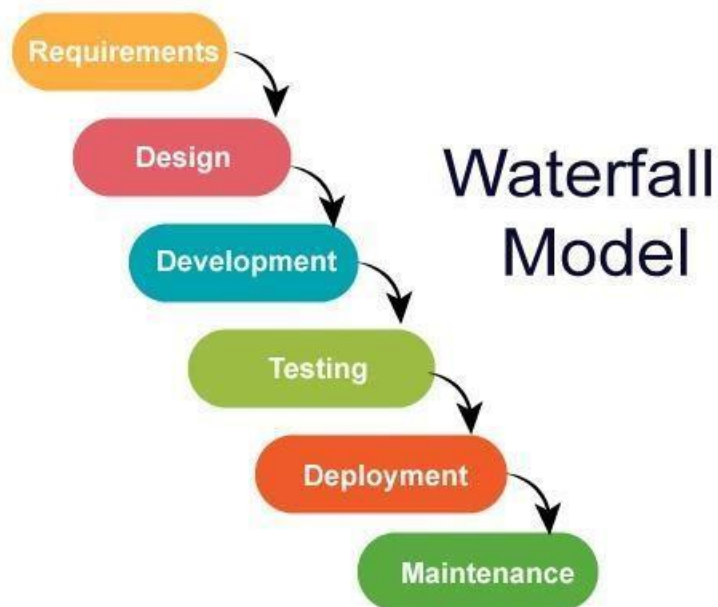 Requirements
Design
Development
Testing
Deployment
Maintenance
Waterfall
Model